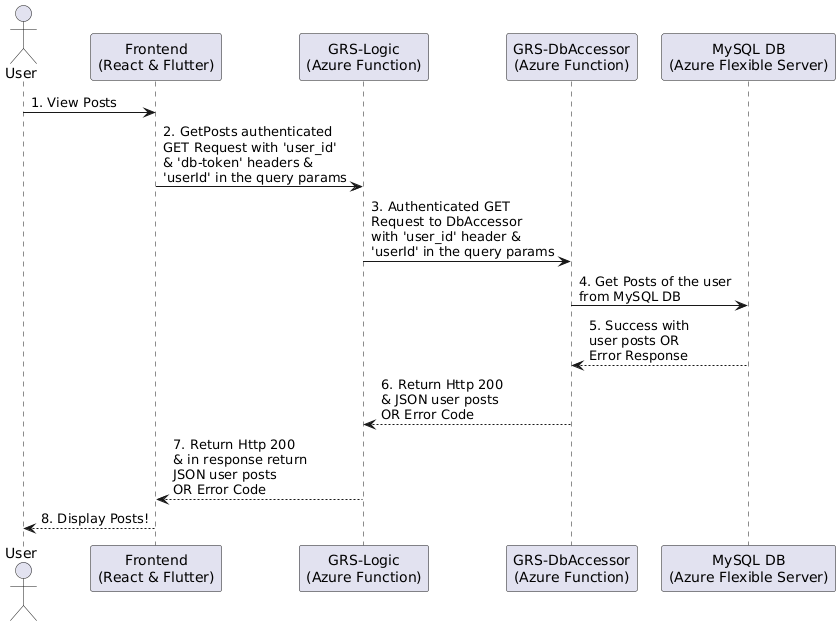 User
Frontend
(React & Flutter)
GRS-Logic
(Azure Function)
GRS-DbAccessor
(Azure Function)
MySQL DB
(Azure Flexible Server)
1. View Posts
2. GetPosts authenticated
GET Request with 'user_id'
& 'db-token' headers &
'userId' in the query params
3. Authenticated GET
Request to DbAccessor
with 'user_id' header &
'userId' in the query params
4. Get Posts of the user
from MySQL DB
5. Success with
user posts OR
Error Response
6. Return Http 200
& JSON user posts
OR Error Code
7. Return Http 200
& in response return
JSON user posts
OR Error Code
8. Display Posts!
User
Frontend
(React & Flutter)
GRS-Logic
(Azure Function)
GRS-DbAccessor
(Azure Function)
MySQL DB
(Azure Flexible Server)